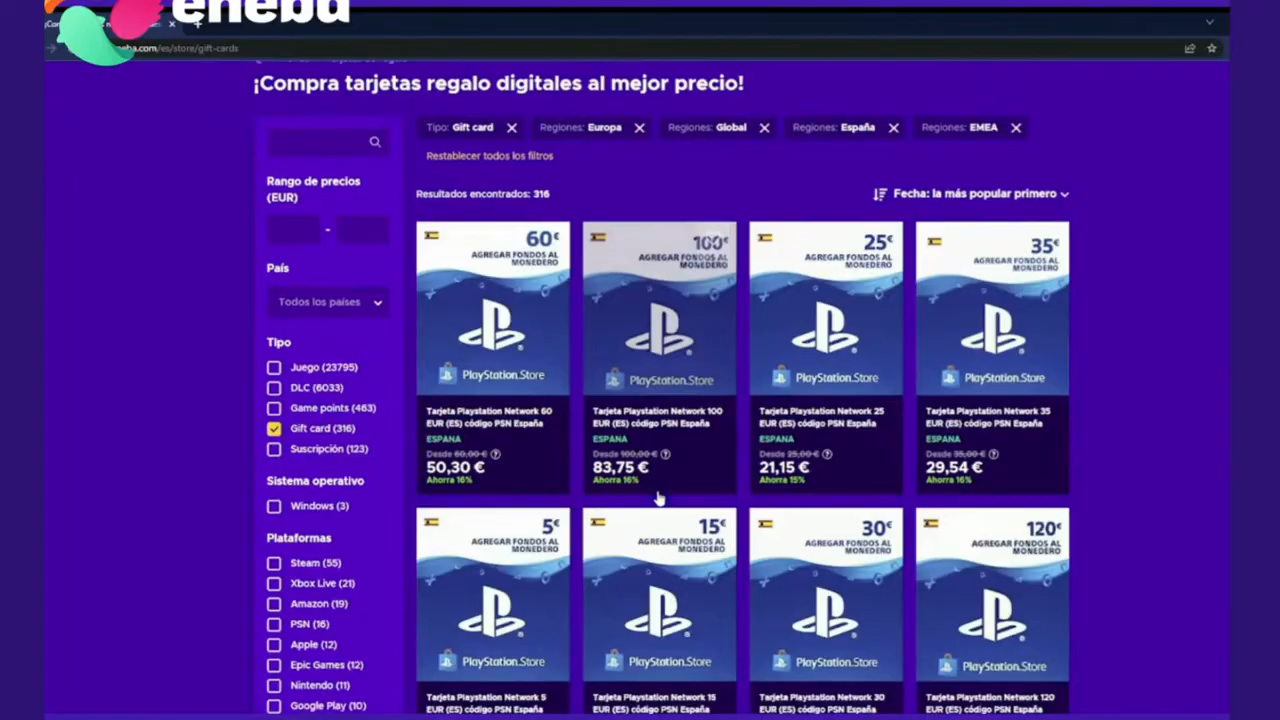 eneba
eneba.com/es/store/gift-cards
¡Compra tarjetas regalo digitales al mejor precio!
Tipo: Gift card
Regiones: Europa
Regiones: Global
Regiones: España
Regiones: EMEA
Restablecer todos los filtros
Resultados encontrados: 316
Fecha: la más popular primero
Rango de precios
(EUR)
-
País
Todos los países
Tipo
Juego (23795)
DLC (6033)
Game points (463)
Gift card (316)
Suscripción (123)
Sistema operativo
Windows (3)
Plataformas
Steam (55)
Xbox Live (21)
Amazon (19)
PSN (16)
Apple (12)
Epic Games (12)
Nintendo (11)
Google Play (10)
60€
AGREGAR FONDOS AL
MONEDERO
PlayStation.Store
Tarjeta Playstation Network 60
EUR (ES) código PSN España
ESPANA
Desde 60,00 €
50,30 €
Ahorra 16%
100€
AGREGAR FONDOS AL
MONEDERO
PlayStation.Store
Tarjeta Playstation Network 100
EUR (ES) código PSN España
ESPANA
Desde 100,00 €
83,75 €
Ahorra 16%
25€
AGREGAR FONDOS AL
MONEDERO
PlayStation.Store
Tarjeta Playstation Network 25
EUR (ES) código PSN España
ESPANA
Desde 25,00 €
21,15 €
Ahorra 15%
35€
AGREGAR FONDOS AL
MONEDERO
PlayStation.Store
Tarjeta Playstation Network 35
EUR (ES) código PSN España
ESPANA
Desde 35,00 €
29,54 €
Ahorra 16%
5€
AGREGAR FONDOS AL
MONEDERO
PlayStation.Store
Tarjeta Playstation Network 5
EUR (ES) código PSN España
15€
AGREGAR FONDOS AL
MONEDERO
PlayStation.Store
Tarjeta Playstation Network 15
EUR (ES) código PSN España
30€
AGREGAR FONDOS AL
MONEDERO
PlayStation.Store
Tarjeta Playstation Network 30
EUR (ES) código PSN España
120€
AGREGAR FONDOS AL
MONEDERO
PlayStation.Store
Tarjeta Playstation Network 120
EUR (ES) código PSN España